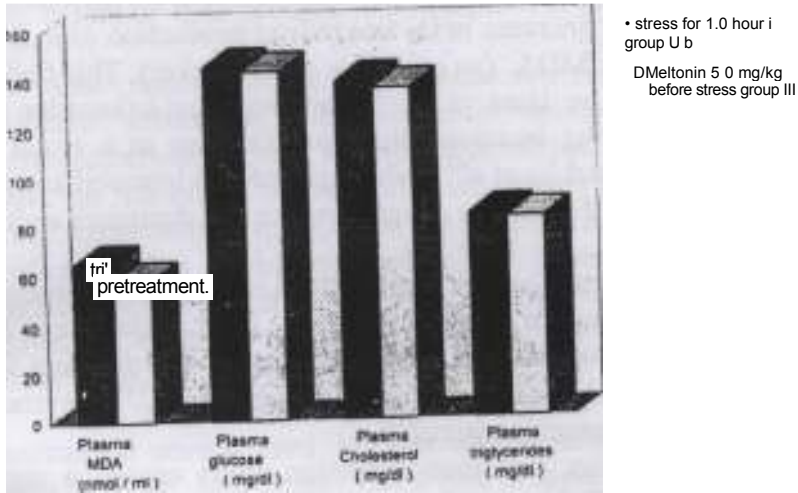 160
140
120
100
80
60
40
20
0
tri'
pretreatment.
Plasma
MDA
(nmol / ml )
Plasma
glucose
( mg/dl )
Plasma
Cholesterol
( mg/dl )
Plasma
triglycerides
( mg/dl )
• stress for 1.0 hour i
group U b
DMeltonin 5 0 mg/kg
before stress group III